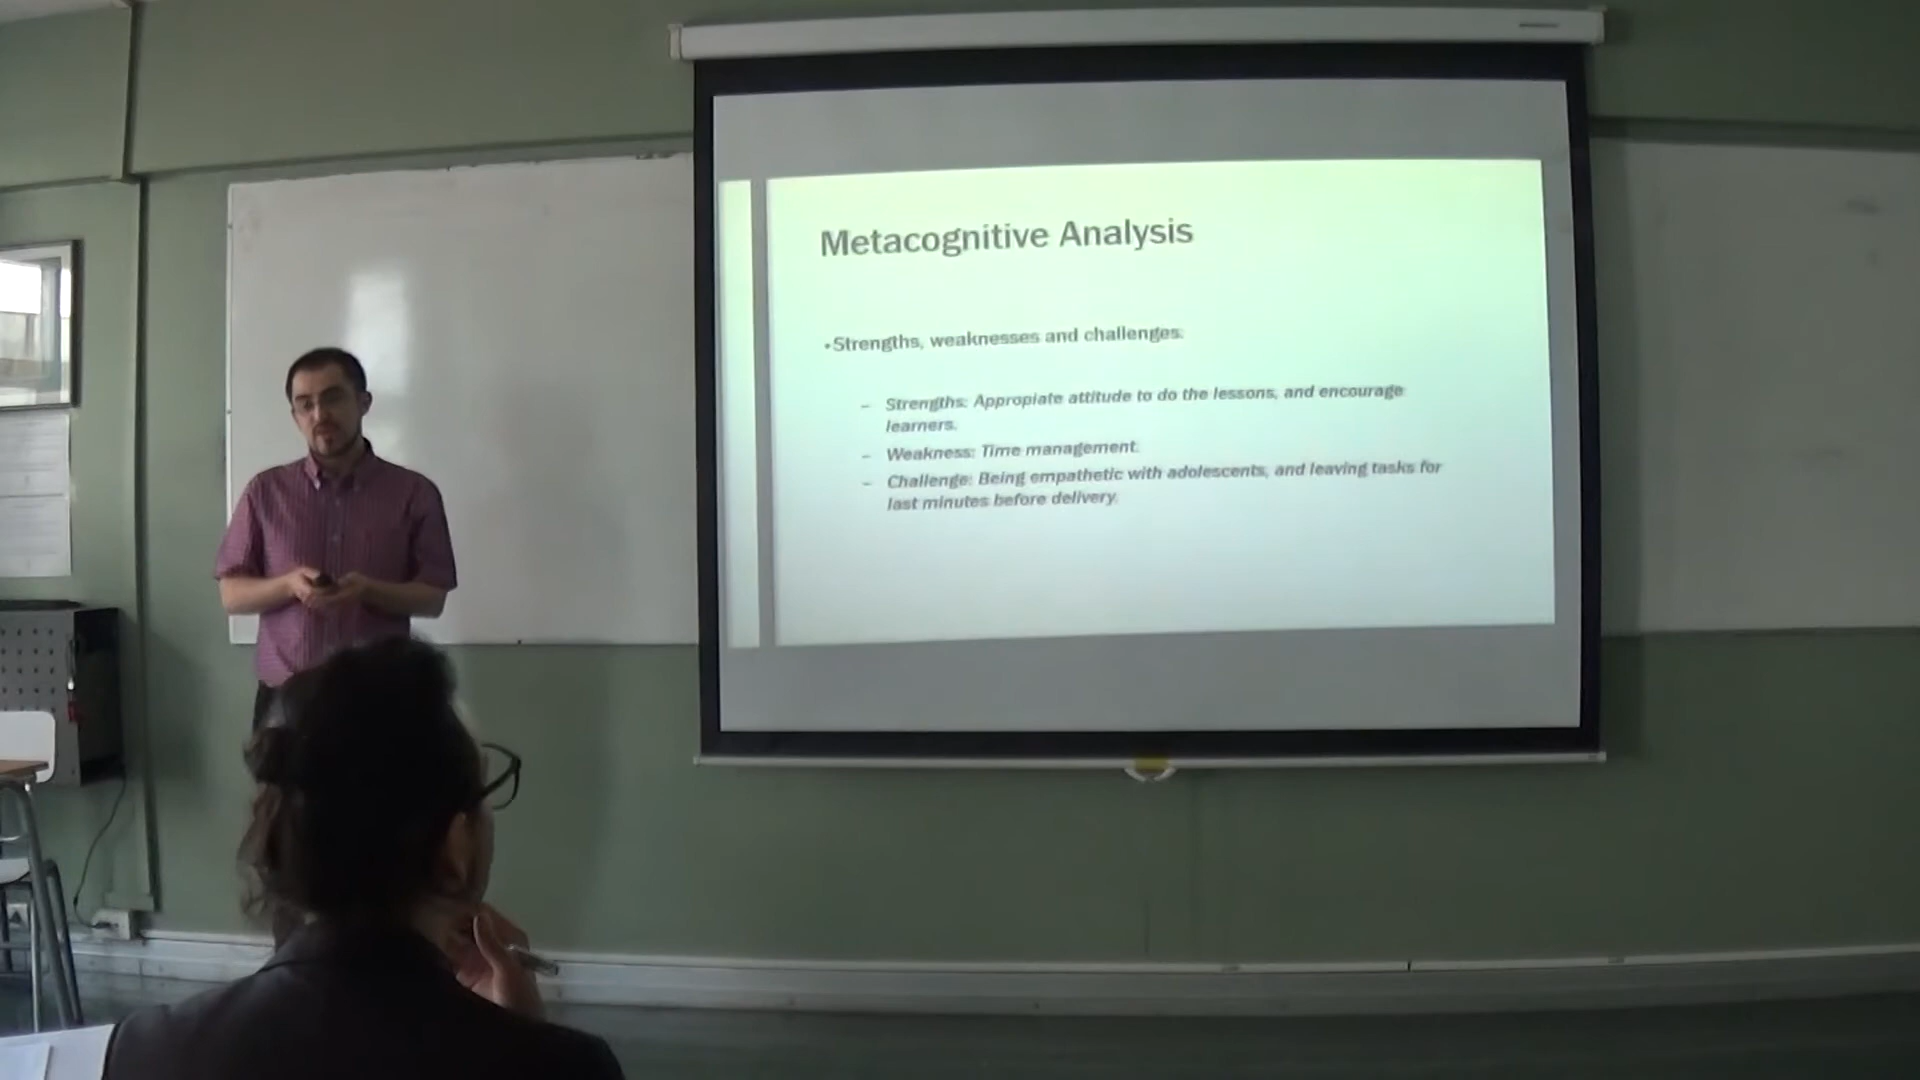 Metacognitive Analysis
•Strengths, weaknesses and challenges.
– Strengths: Appropiate attitude to do the lessons, and encourage
learners.
– Weakness: Time management.
– Challenge: Being empathetic with adolescents, and leaving tasks for
last minutes before delivery.